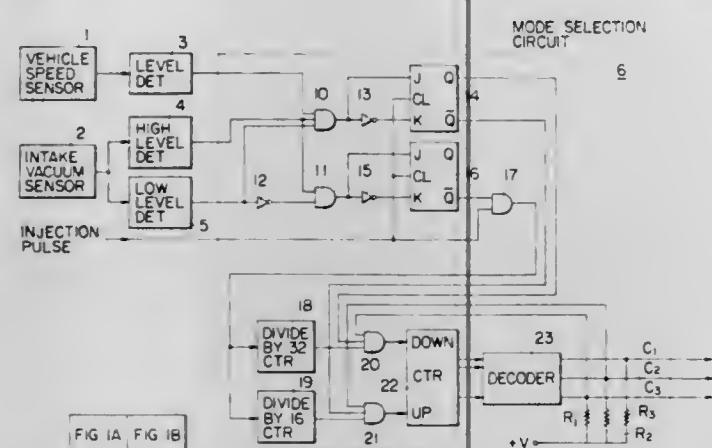 MODE SELECTION
CIRCUIT
6
1
VEHICLE
SPEED
SENSOR
3
LEVEL
DET
4
HIGH
LEVEL
DET
2
INTAKE
VACUUM
SENSOR
LOW
LEVEL
DET
5
INJECTION
PULSE
10
11
12
13
15
J Q
CL
K Q̄
J Q
CL
K Q̄
17
18
DIVIDE
BY 32
CTR
19
DIVIDE
BY 16
CTR
20
21
22
DOWN
CTR
UP
23
DECODER
C1
C2
C3
R1
R3
R2
+V
FIG 1A FIG 1B